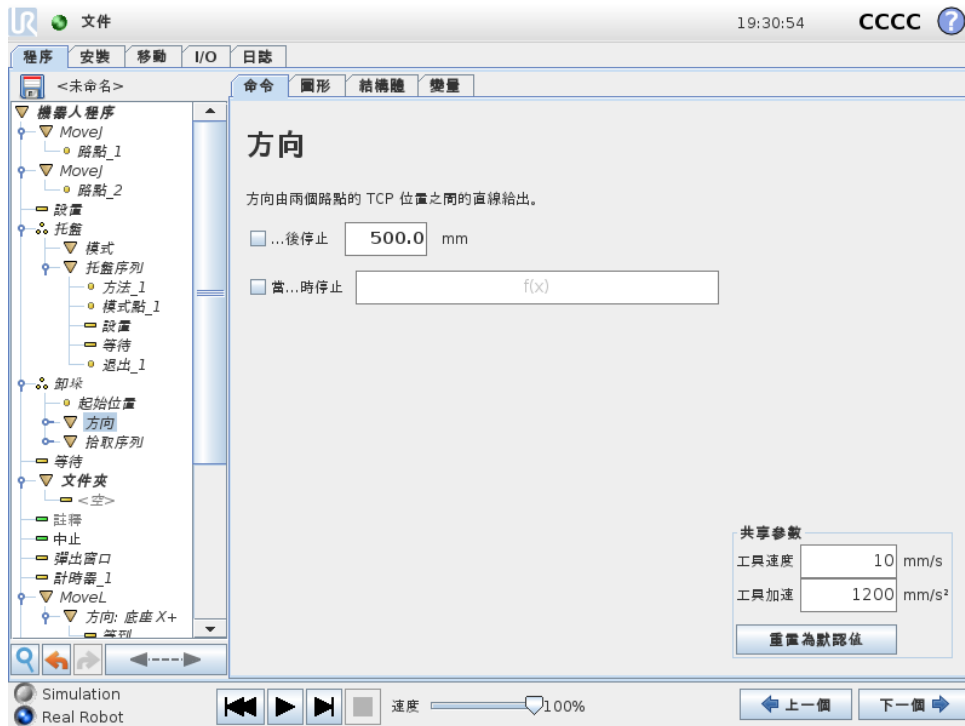 UR 文件 19:30:54 CCCC ?
程序 安裝 移動 I/O 日誌
<未命名> 命令 圖形 結構體 變量
機器人程序
MoveJ
路點_1
MoveJ
路點_2
設置
托盤
模式
托盤序列
方法_1
模式點_1
設置
等待
退出_1
卸垛
起始位置
方向
拾取序列
等待
文件夾
<空>
註釋
中止
彈出窗口
計時器_1
MoveL
方向: 底座 X+
等到
方向
方向由兩個路點的 TCP 位置之間的直線給出。
...後停止 500.0 mm
當...時停止 f(x)
共享參數
工具速度 10 mm/s
工具加速 1200 mm/s²
重置為默認值
Simulation
Real Robot
速度 100%
上一個 下一個